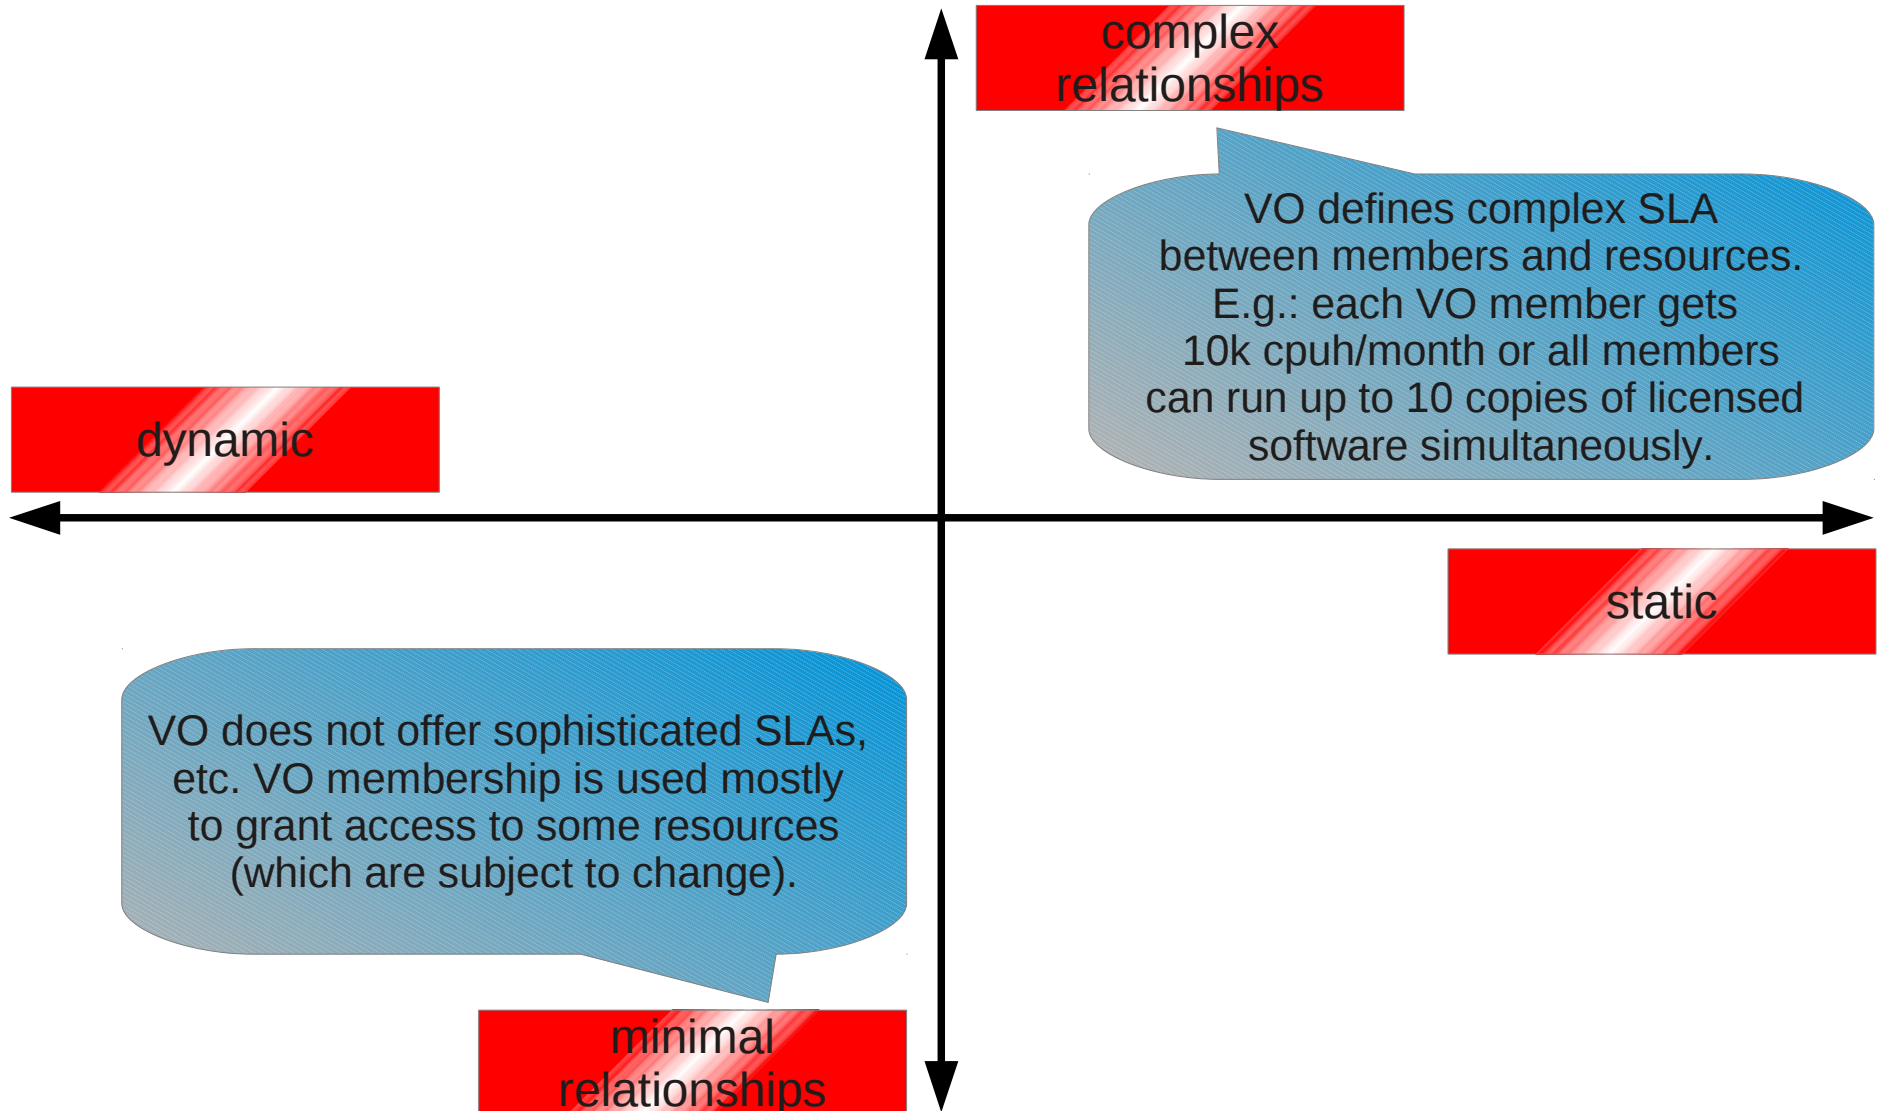 complex
relationships
VO defines complex SLA
between members and resources.
E.g.: each VO member gets
10k cpuh/month or all members
can run up to 10 copies of licensed
software simultaneously.
dynamic
static
VO does not offer sophisticated SLAs,
etc. VO membership is used mostly
to grant access to some resources
(which are subject to change).
minimal
relationships